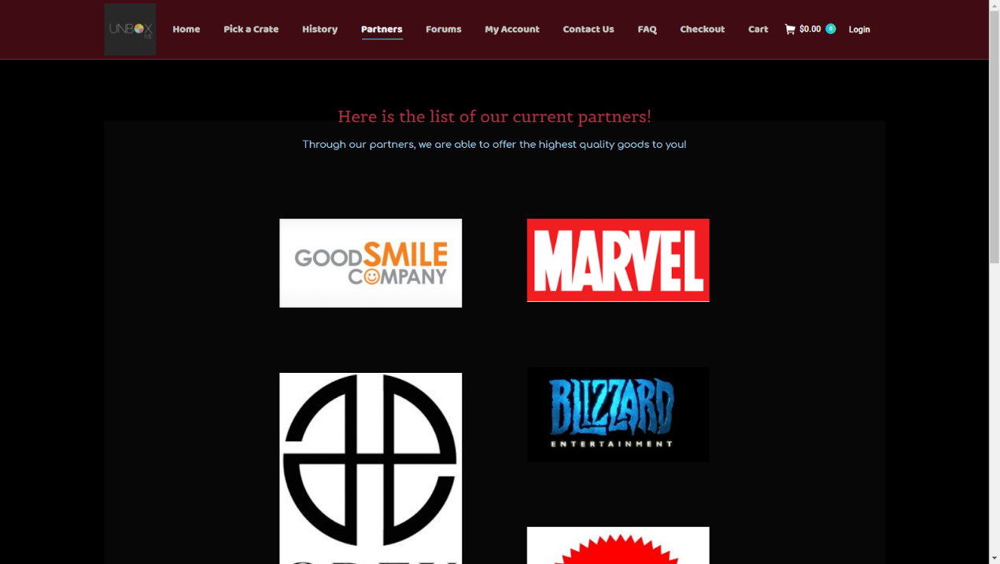 UNBOX
ME
Home
Pick a Crate
History
Partners
Forums
My Account
Contact Us
FAQ
Checkout
Cart
$0.00
0
Login
Here is the list of our current partners!
Through our partners, we are able to offer the highest quality goods to you!
GOODSMILE
COMPANY
MARVEL
BLIZZARD
ENTERTAINMENT